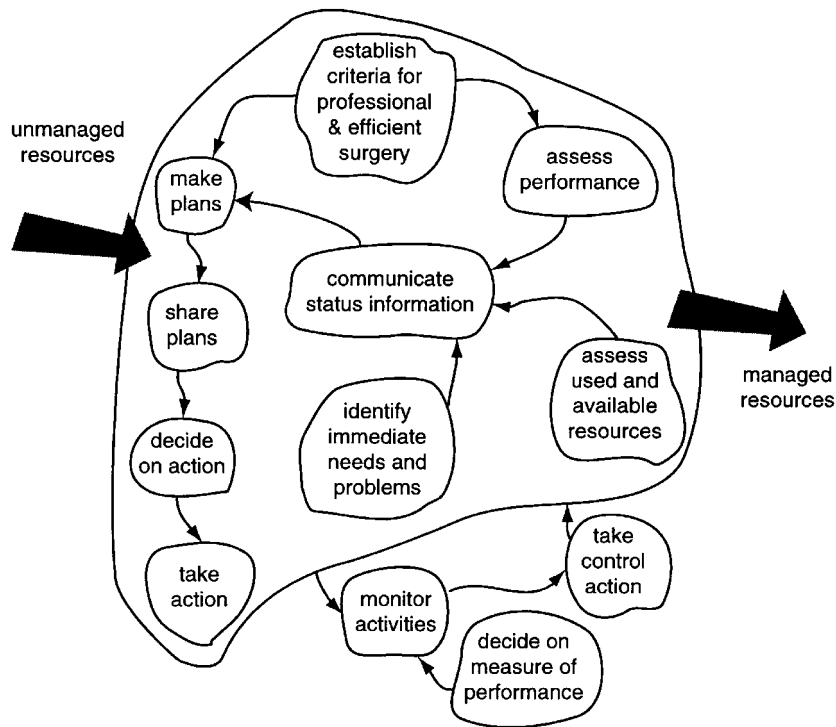 establish
criteria for
professional
& efficient
surgery
unmanaged
resources
make
plans
assess
performance
communicate
status information
share
plans
assess
used and
available
resources
managed
resources
identify
immediate
needs and
problems
decide
on action
take
action
monitor
activities
take
control
action
decide on
measure of
performance